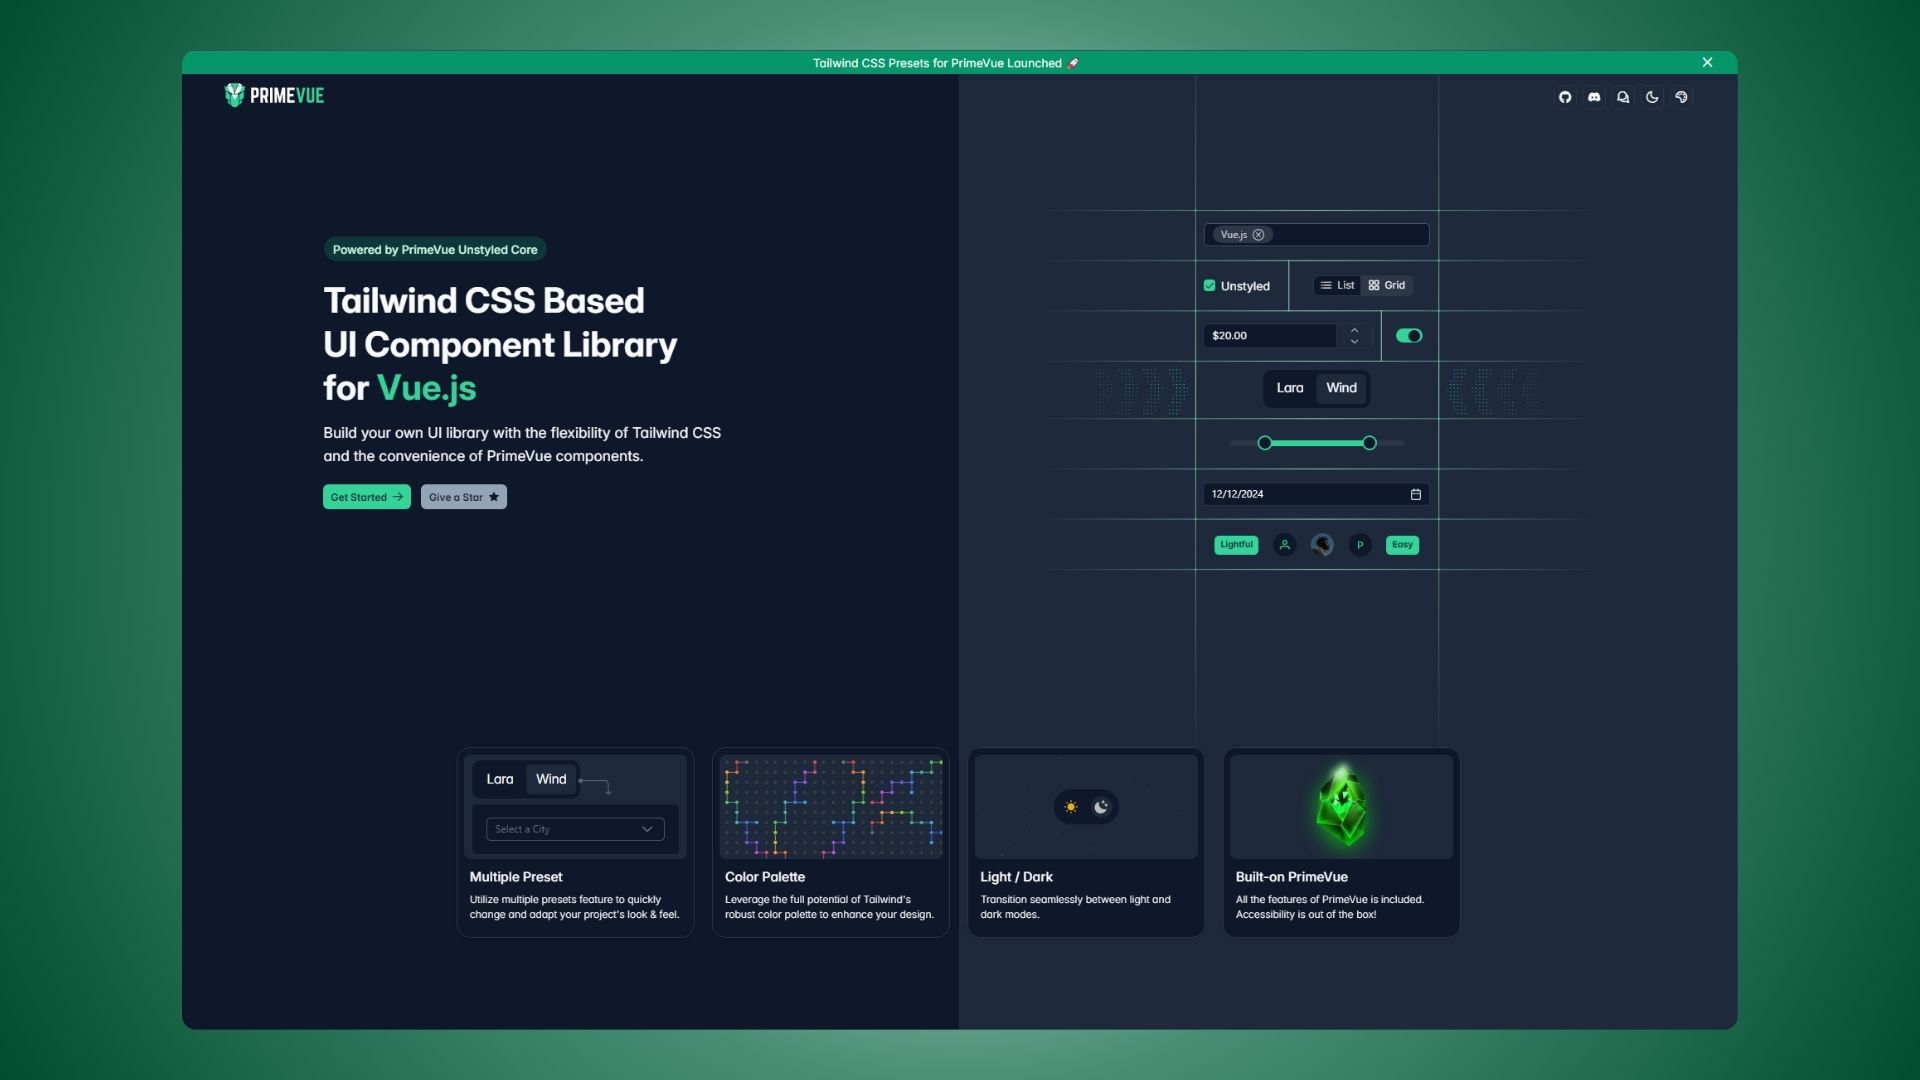 Tailwind CSS Presets for PrimeVue Launched 🚀
PRIMEVUE
Powered by PrimeVue Unstyled Core
Tailwind CSS Based
UI Component Library
for Vue.js
Build your own UI library with the flexibility of Tailwind CSS
and the convenience of PrimeVue components.
Get Started
Give a Star
Vue.js
Unstyled
List
Grid
$20.00
Lara
Wind
12/12/2024
Lightful
P
Easy
Lara
Wind
Select a City
Multiple Preset
Utilize multiple presets feature to quickly
change and adapt your project's look & feel.
Color Palette
Leverage the full potential of Tailwind's
robust color palette to enhance your design.
Light / Dark
Transition seamlessly between light and
dark modes.
Built-on PrimeVue
All the features of PrimeVue is included.
Accessibility is out of the box!